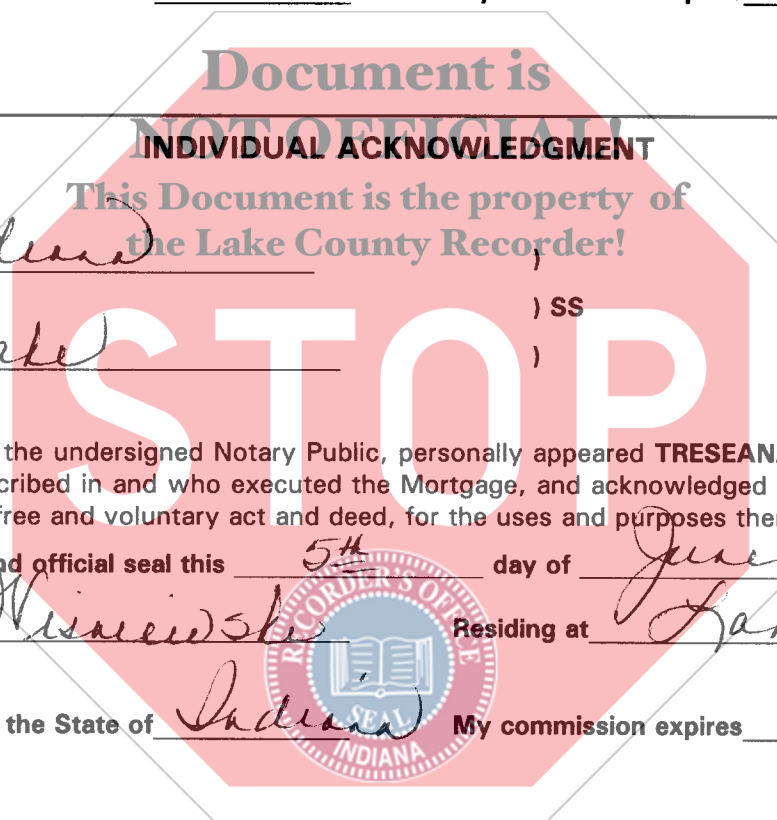 Document is
NOT OFFICIAL!
INDIVIDUAL ACKNOWLEDGMENT
This Document is the property of
the Lake County Recorder!
)
) SS
)
STOP
the undersigned Notary Public, personally appeared TRESEAN
cribed in and who executed the Mortgage, and acknowledged
free and voluntary act and deed, for the uses and purposes ther
nd official seal this 5th day of June
Wisniewski Residing at
the State of Indiana My commission expires
RECORDER'S OFFICE
SEAL
INDIANA